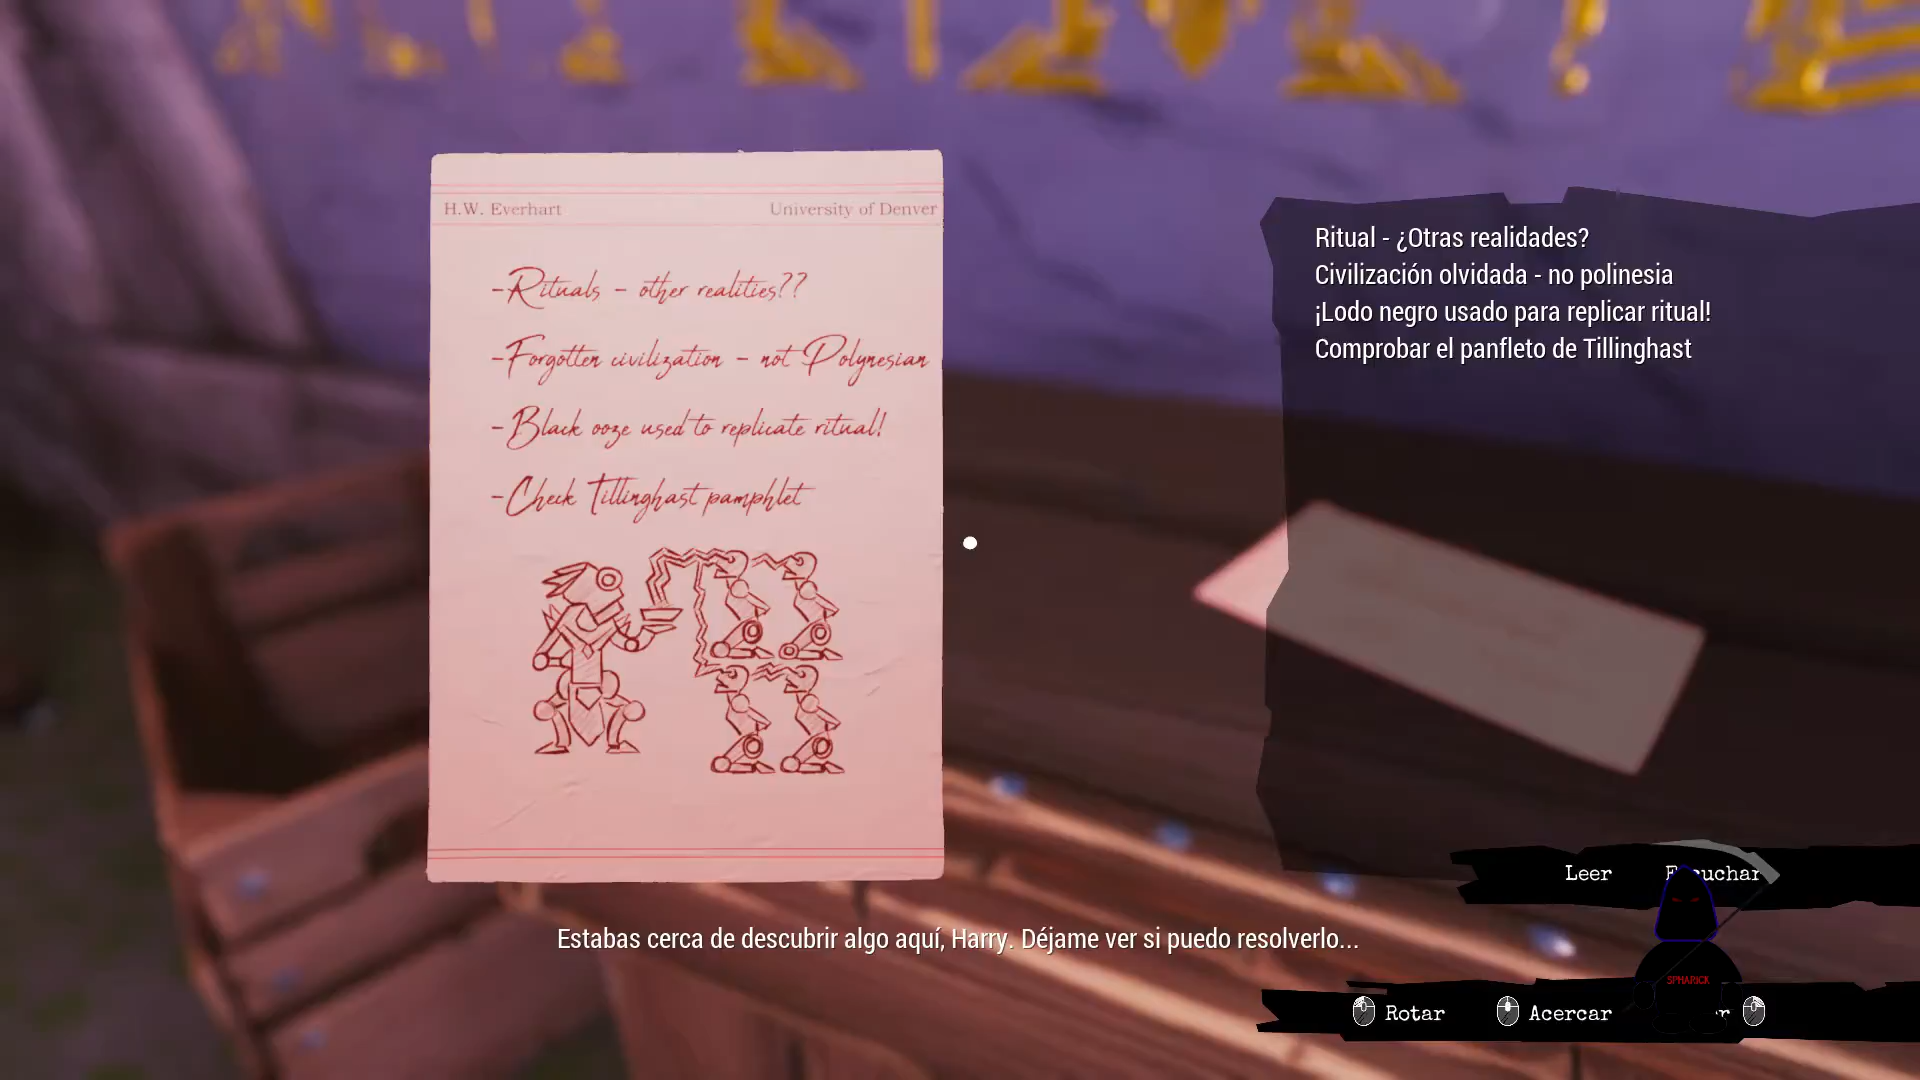 H.W. Everhart University of Denver
-Rituals - other realities??
-Forgotten civilization - not Polynesian
-Black ooze used to replicate ritual!
-Check Tillinghast pamphlet
Ritual - ¿Otras realidades?
Civilización olvidada - no polinesia
¡Lodo negro usado para replicar ritual!
Comprobar el panfleto de Tillinghast
Leer
Estabas cerca de descubrir algo aquí, Harry. Déjame ver si puedo resolverlo...
SPHARICK
Rotar Acercar